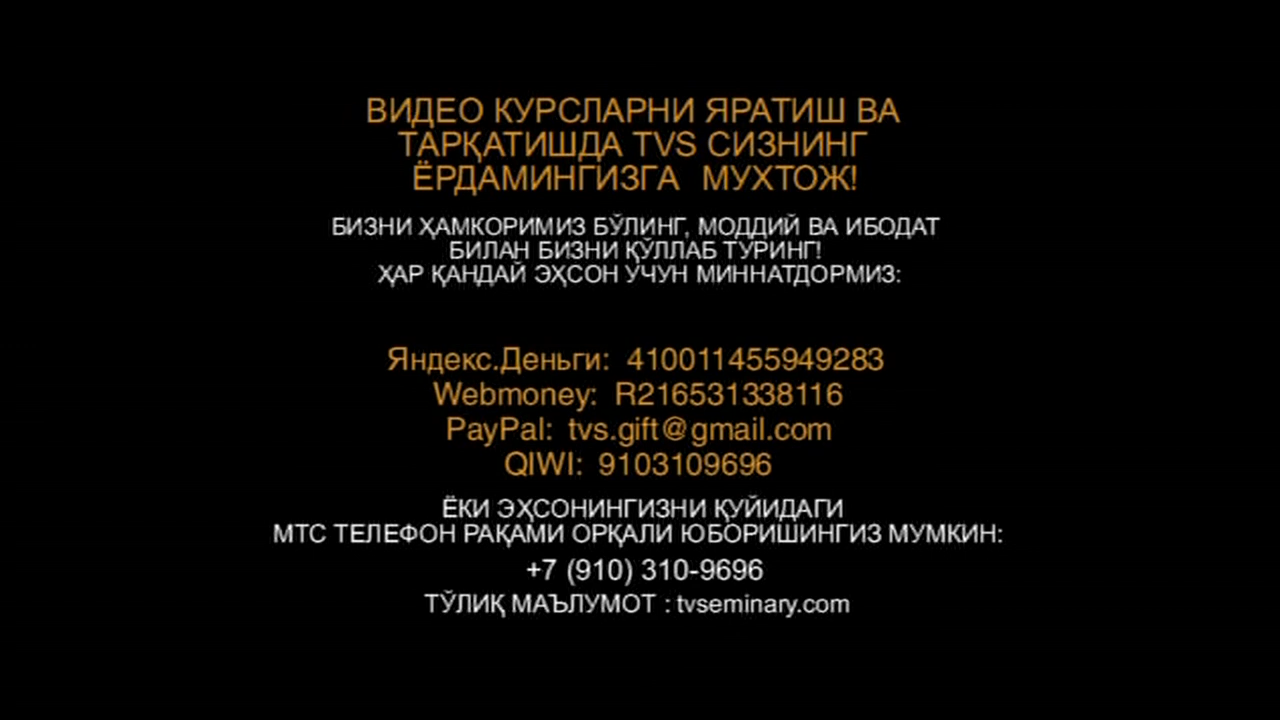 ВИДЕО КУРСЛАРНИ ЯРАТИШ ВА
ТАРҚАТИШДА TVS СИЗНИНГ
ЁРДАМИНГИЗГА МУХТОЖ!
БИЗНИ ҲАМКОРИМИЗ БЎЛИНГ, МОДДИЙ ВА ИБОДАТ
БИЛАН БИЗНИ ҚЎЛЛАБ ТУРИНГ!
ҲАР ҚАНДАЙ ЭҲСОН УЧУН МИННАТДОРМИЗ:
Яндекс.Деньги: 410011455949283
Webmoney: R216531338116
PayPal: tvs.gift@gmail.com
QIWI: 9103109696
ЁКИ ЭҲСОНИНГИЗНИ ҚУЙИДАГИ
МТС ТЕЛЕФОН РАҚАМИ ОРҚАЛИ ЮБОРИШИНГИЗ МУМКИН:
+7 (910) 310-9696
ТЎЛИҚ МАЪЛУМОТ : tvseminary.com